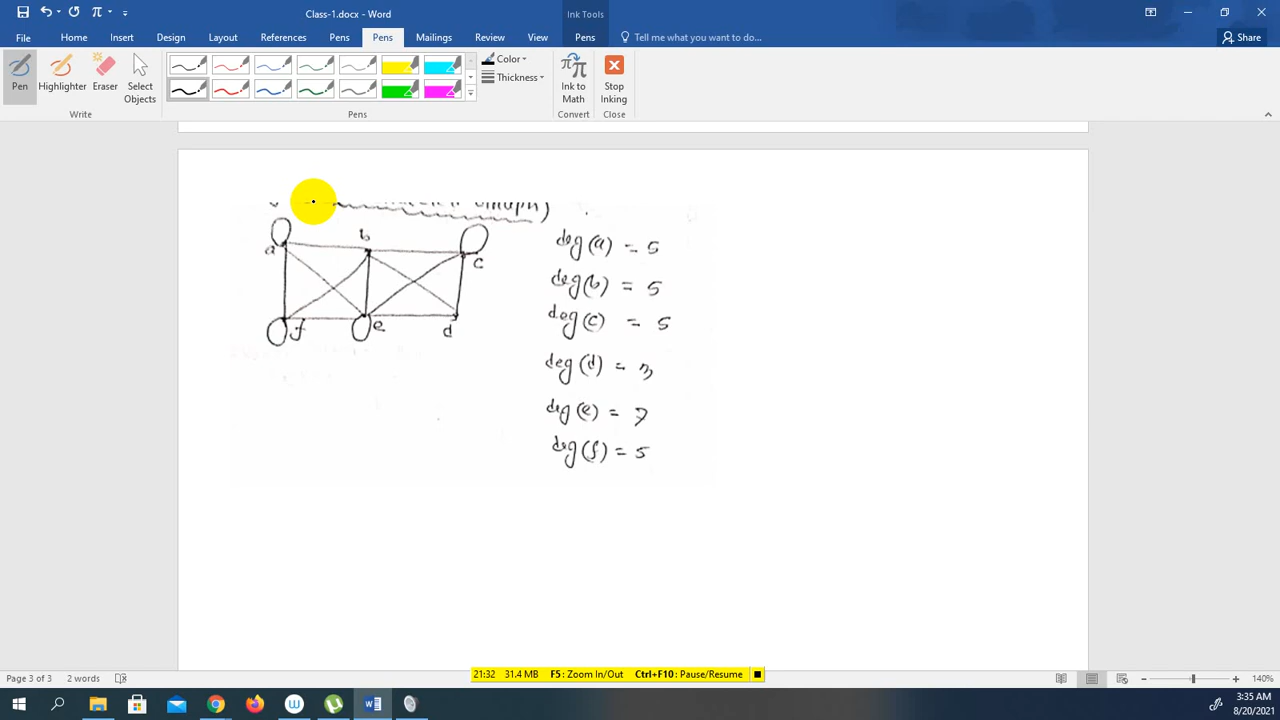 Class-1.docx - Word
Ink Tools
File Home Insert Design Layout References Pens Pens Mailings Review View Pens Tell me what you want to do...
Share
Pen Highlighter Eraser Select Objects
Color
Thickness
Ink to Math
Stop Inking
Write Pens Convert Close
graph)
a b c
f e d
deg(a) = 5
deg(b) = 5
deg(c) = 5
deg(d) = 3
deg(e) = 7
deg(f) = 5
21:32 31.4 MB F5: Zoom In/Out Ctrl+F10: Pause/Resume
Page 3 of 3 2 words
140%
W
W
3:35 AM
8/20/2021